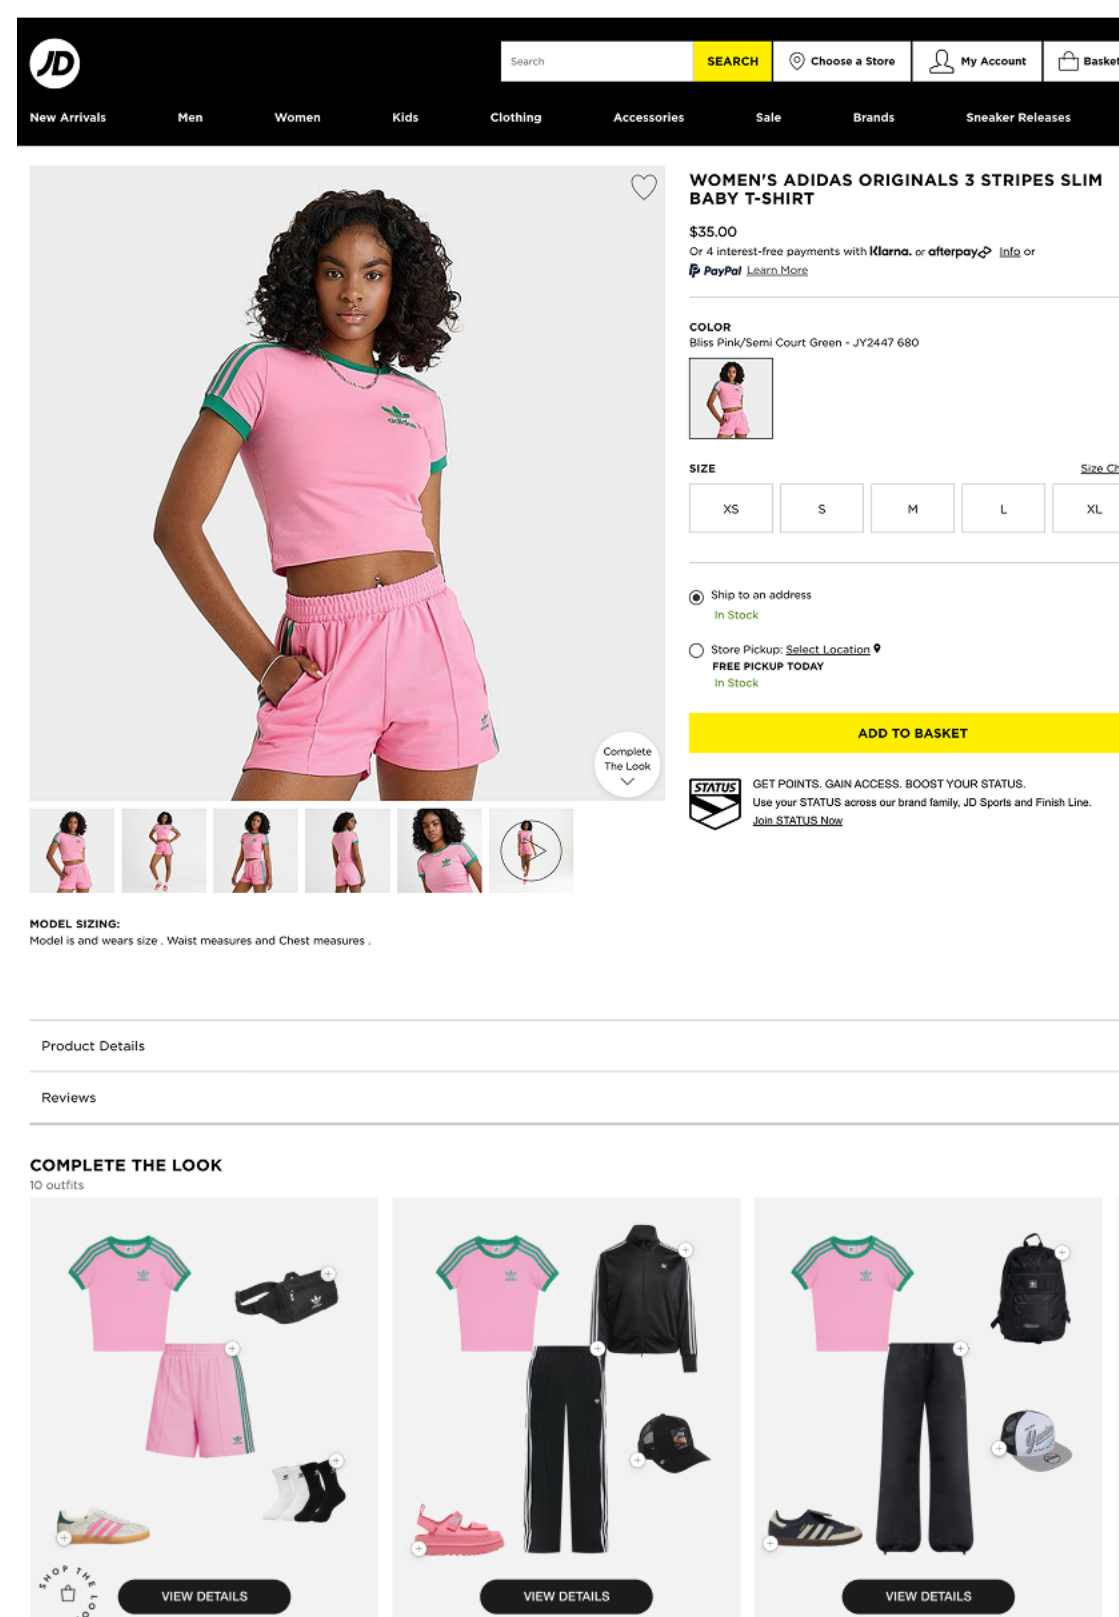 JD
Search
SEARCH
Choose a Store
My Account
Basket
New Arrivals
Men
Women
Kids
Clothing
Accessories
Sale
Brands
Sneaker Releases
WOMEN'S ADIDAS ORIGINALS 3 STRIPES SLIM
BABY T-SHIRT
$35.00
Or 4 interest-free payments with Klarna. or afterpay Info or
PayPal Learn More
COLOR
Bliss Pink/Semi Court Green - JY2447 680
adidas
SIZE
Size Ch
XS
S
M
L
XL
Ship to an address
In Stock
Store Pickup: Select Location
FREE PICKUP TODAY
In Stock
Complete
The Look
ADD TO BASKET
STATUS
GET POINTS. GAIN ACCESS. BOOST YOUR STATUS.
Use your STATUS across our brand family, JD Sports and Finish Line.
Join STATUS Now
MODEL SIZING:
Model is and wears size . Waist measures and Chest measures .
Product Details
Reviews
COMPLETE THE LOOK
10 outfits
SHOP THE LOO
VIEW DETAILS
VIEW DETAILS
VIEW DETAILS